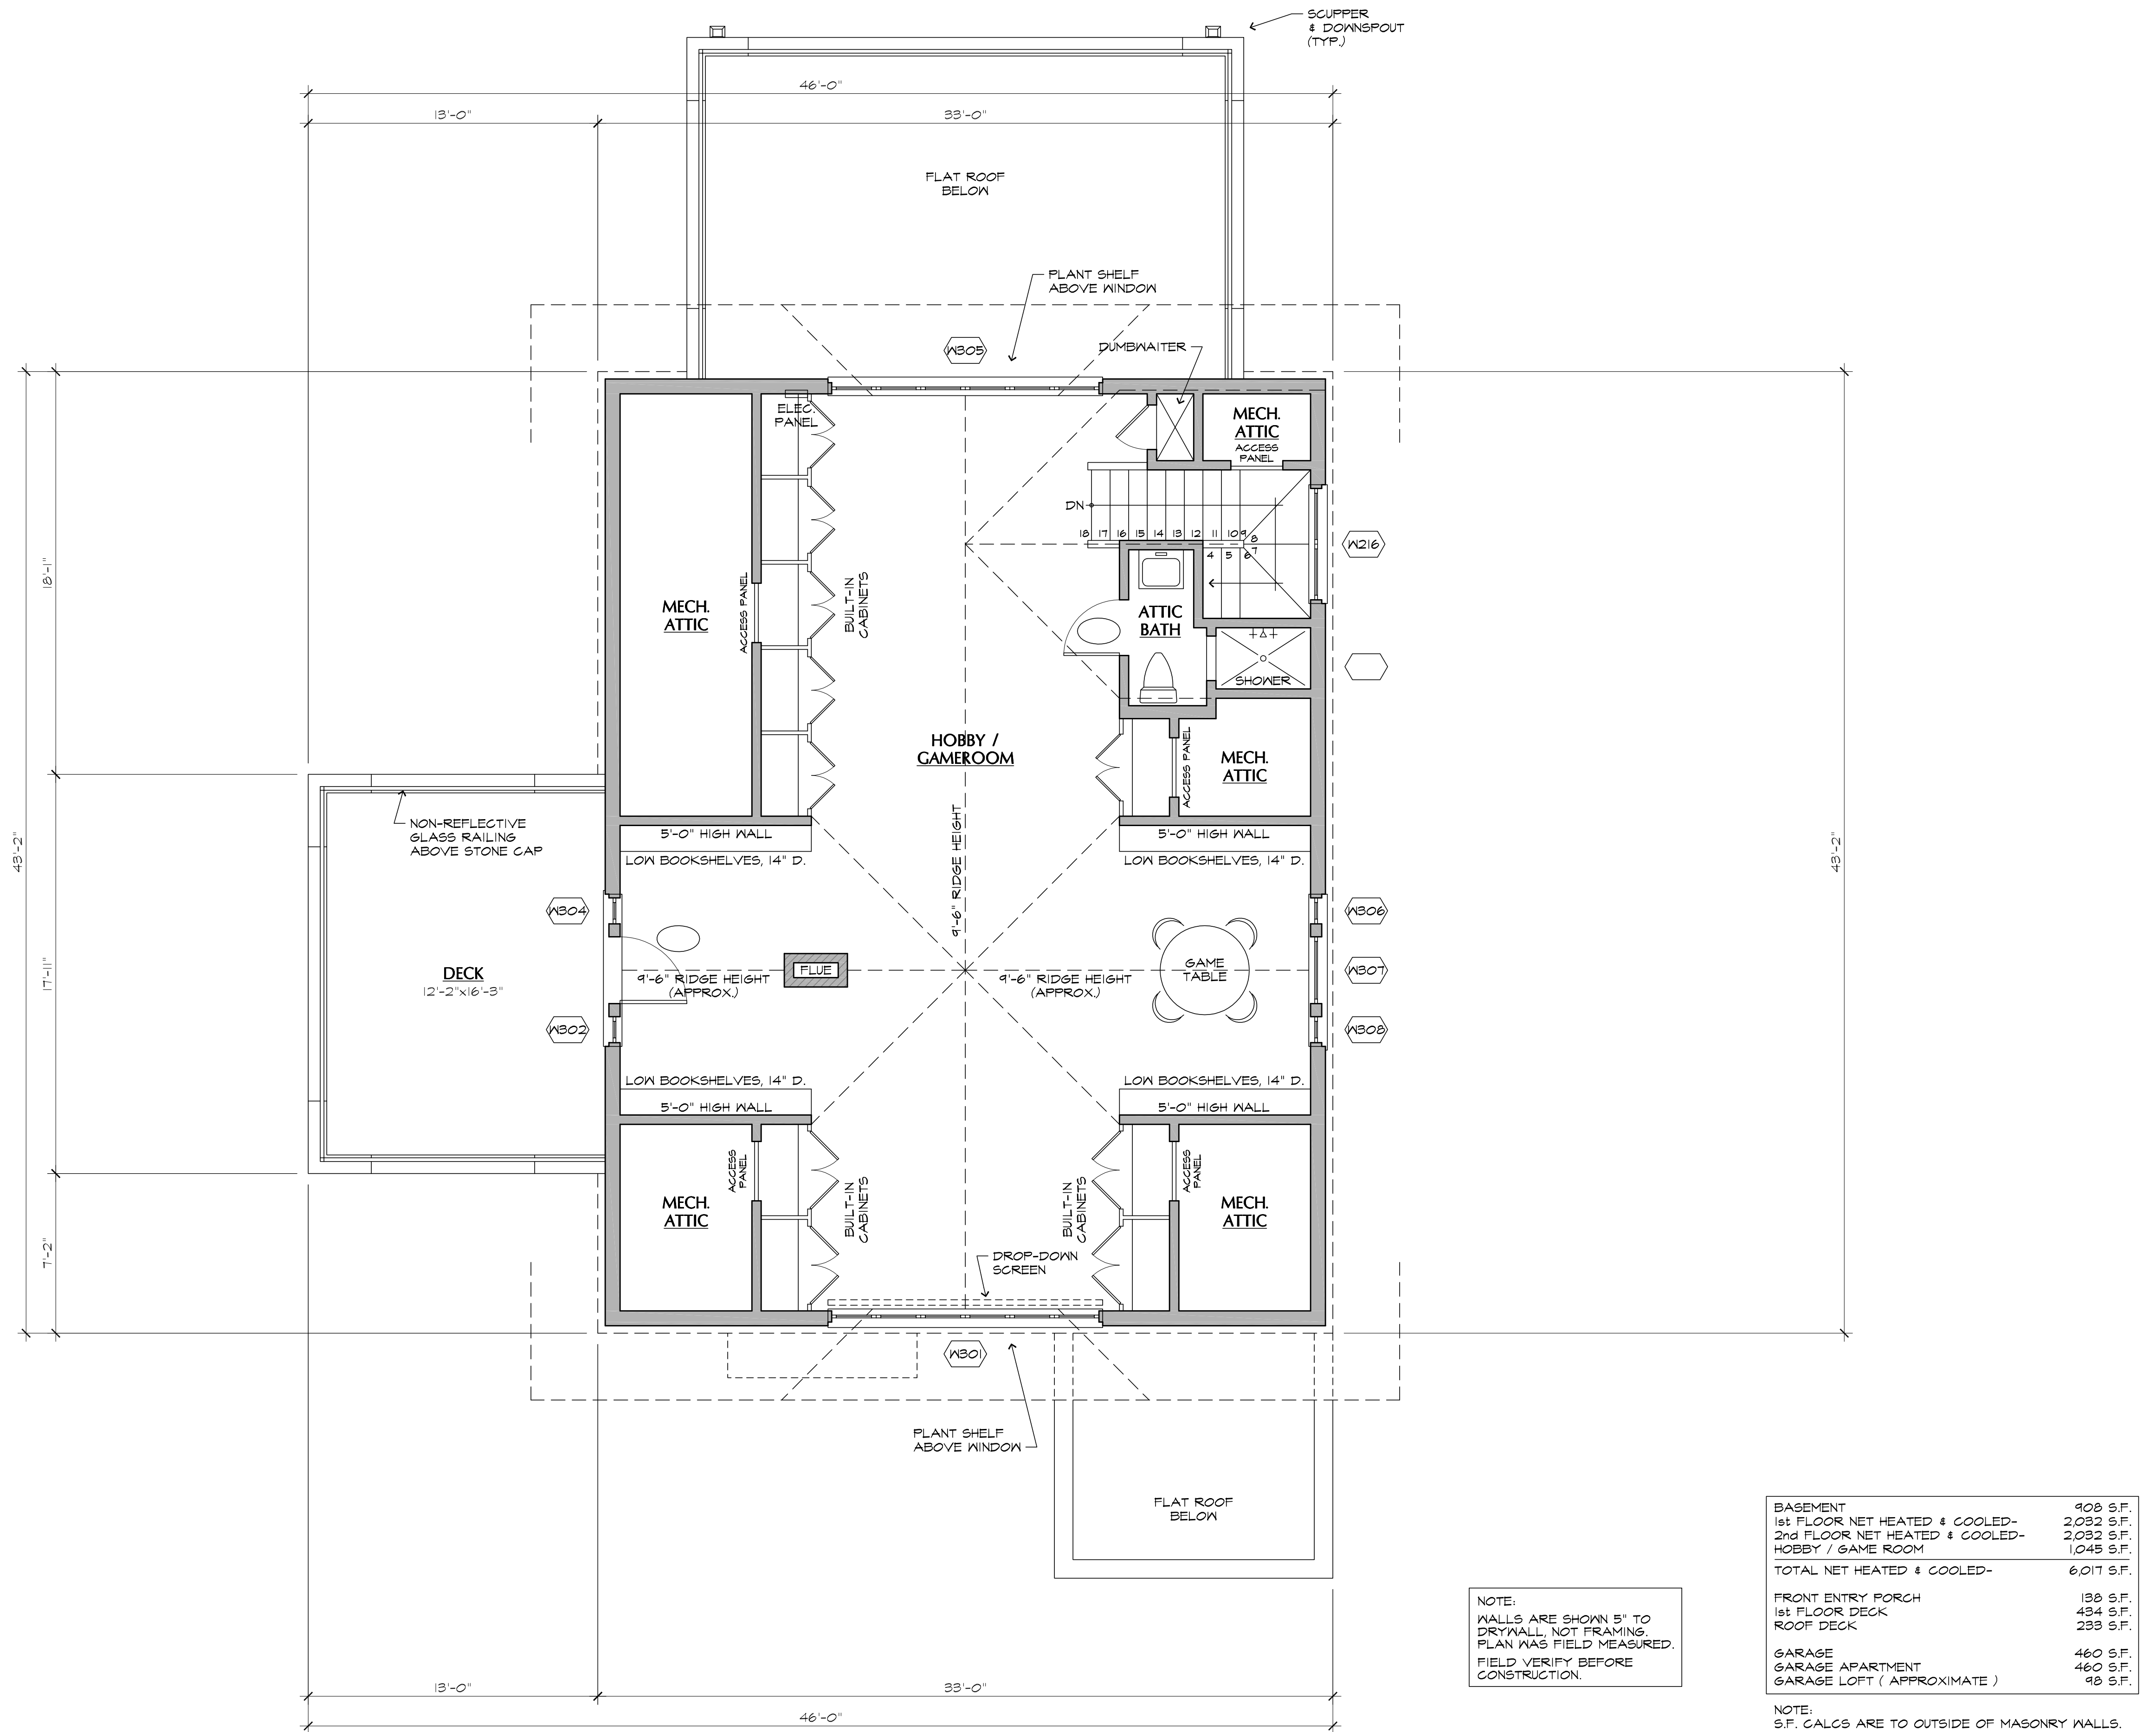 SCUPPER
& DOWNSPOUT
(TYP.)
46'-0"
13'-0"
33'-0"
FLAT ROOF
BELOW
PLANT SHELF
ABOVE WINDOW
W305
DUMBWAITER
ELEC.
PANEL
MECH.
ATTIC
ACCESS
PANEL
DN
18 17 16 15 14 13 12 11 10 9
8
7
4 5 6
W216
18'-1"
MECH.
ATTIC
ACCESS PANEL
BUILT-IN
CABINETS
ATTIC
BATH
SHOWER
HOBBY /
GAMEROOM
ACCESS PANEL
MECH.
ATTIC
NON-REFLECTIVE
GLASS RAILING
ABOVE STONE CAP
5'-0" HIGH WALL
LOW BOOKSHELVES, 14" D.
9'-6" RIDGE HEIGHT
5'-0" HIGH WALL
LOW BOOKSHELVES, 14" D.
43'-2"
43'-2"
W304
W306
17'-11"
DECK
12'-2"x16'-3"
9'-6" RIDGE HEIGHT
(APPROX.)
FLUE
9'-6" RIDGE HEIGHT
(APPROX.)
GAME
TABLE
W307
W302
W308
LOW BOOKSHELVES, 14" D.
5'-0" HIGH WALL
LOW BOOKSHELVES, 14" D.
5'-0" HIGH WALL
7'-2"
MECH.
ATTIC
ACCESS
PANEL
BUILT-IN
CABINETS
BUILT-IN
CABINETS
ACCESS
PANEL
MECH.
ATTIC
DROP-DOWN
SCREEN
W301
PLANT SHELF
ABOVE WINDOW
FLAT ROOF
BELOW
13'-0"
33'-0"
46'-0"
NOTE:
WALLS ARE SHOWN 5" TO
DRYWALL, NOT FRAMING.
PLAN WAS FIELD MEASURED.
FIELD VERIFY BEFORE
CONSTRUCTION.
BASEMENT 908 S.F.
1st FLOOR NET HEATED & COOLED- 2,032 S.F.
2nd FLOOR NET HEATED & COOLED- 2,032 S.F.
HOBBY / GAME ROOM 1,045 S.F.
TOTAL NET HEATED & COOLED- 6,017 S.F.
FRONT ENTRY PORCH 138 S.F.
1st FLOOR DECK 434 S.F.
ROOF DECK 233 S.F.
GARAGE 460 S.F.
GARAGE APARTMENT 460 S.F.
GARAGE LOFT ( APPROXIMATE ) 98 S.F.
NOTE:
S.F. CALCS ARE TO OUTSIDE OF MASONRY WALLS.